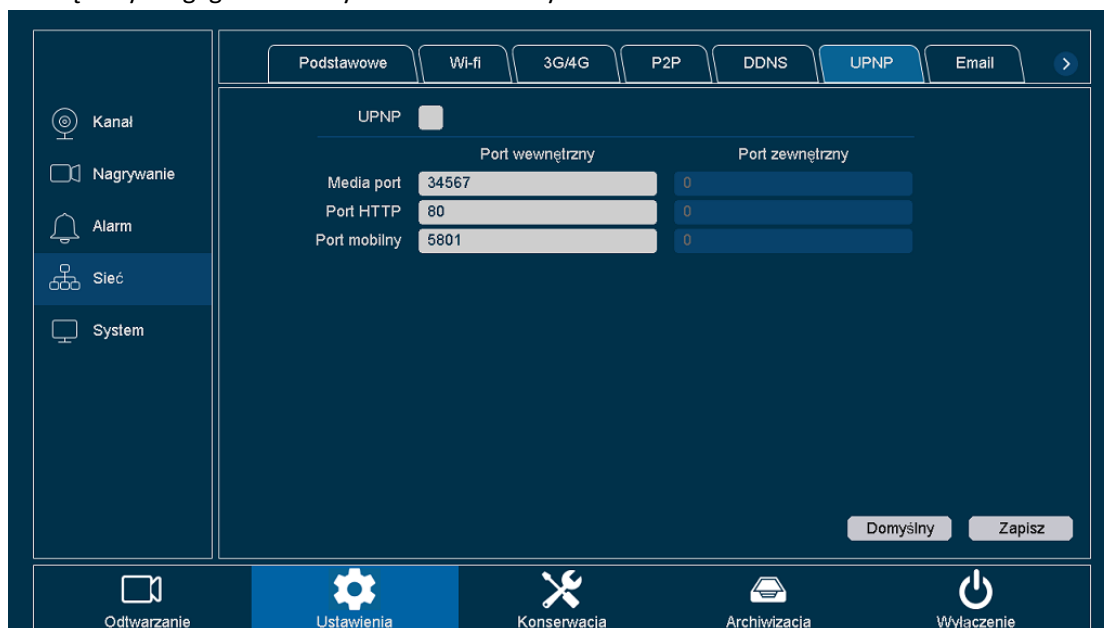 Podstawowe Wi-fi 3G/4G P2P DDNS UPNP Email
Kanał
Nagrywanie
Alarm
Sieć
System
UPNP
Port wewnętrzny Port zewnętrzny
Media port 34567 0
Port HTTP 80 0
Port mobilny 5801 0
Domyślny Zapisz
Odtwarzanie Ustawienia Konserwacja Archiwizacja Wyłączenie